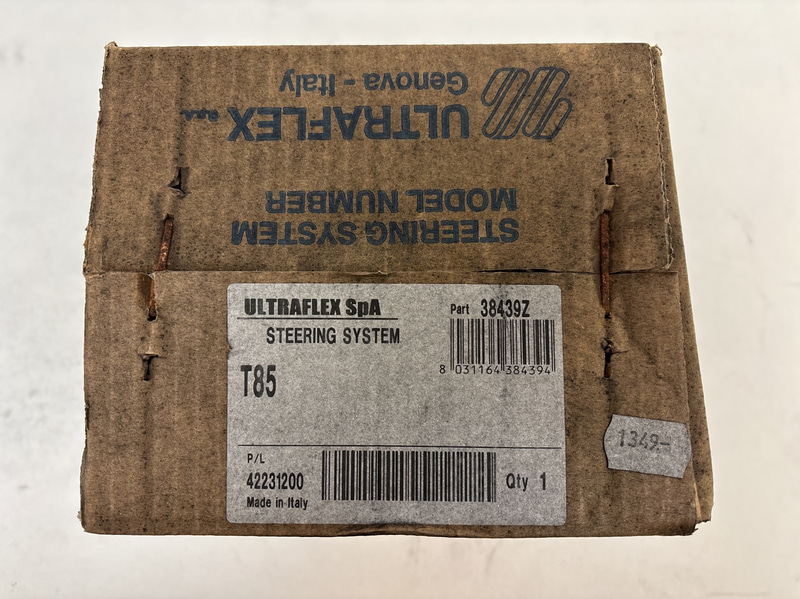 ULTRAFLEX S.p.A.
Genova - Italy
STEERING SYSTEM
MODEL NUMBER
ULTRAFLEX SpA
Part 38439Z
STEERING SYSTEM
8 031164 384394
T85
P/L
42231200
Qty 1
Made in Italy
1349-